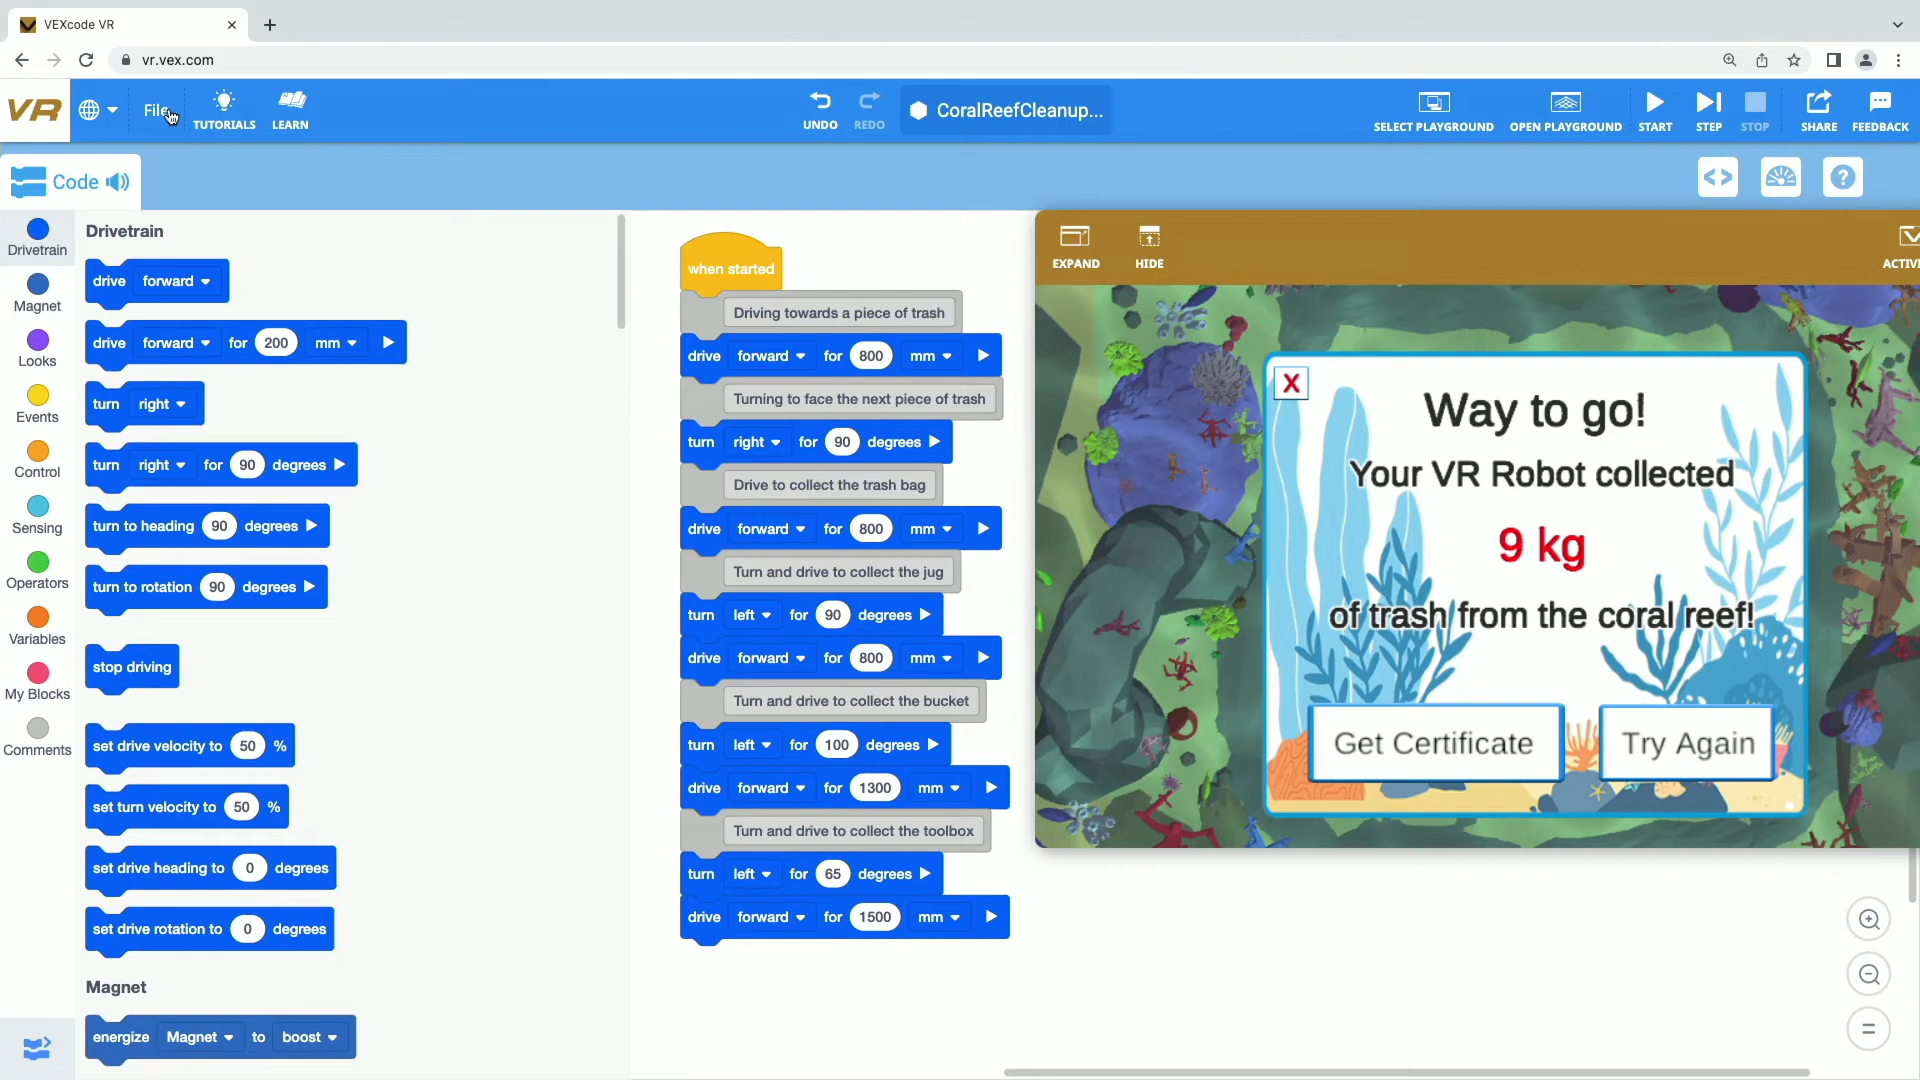 VEXcode VR
vr.vex.com
VR
File
TUTORIALS
LEARN
UNDO
REDO
CoralReefCleanup...
SELECT PLAYGROUND
OPEN PLAYGROUND
START
STEP
STOP
SHARE
FEEDBACK
Code
Drivetrain
Magnet
Looks
Events
Control
Sensing
Operators
Variables
My Blocks
Comments
Drivetrain
drive forward
drive forward for 200 mm
turn right
turn right for 90 degrees
turn to heading 90 degrees
turn to rotation 90 degrees
stop driving
set drive velocity to 50 %
set turn velocity to 50 %
set drive heading to 0 degrees
set drive rotation to 0 degrees
Magnet
energize Magnet to boost
when started
Driving towards a piece of trash
drive forward for 800 mm
Turning to face the next piece of trash
turn right for 90 degrees
Drive to collect the trash bag
drive forward for 800 mm
Turn and drive to collect the jug
turn left for 90 degrees
drive forward for 800 mm
Turn and drive to collect the bucket
turn left for 100 degrees
drive forward for 1300 mm
Turn and drive to collect the toolbox
turn left for 65 degrees
drive forward for 1500 mm
EXPAND
HIDE
ACTIVI
X
Way to go!
Your VR Robot collected
9 kg
of trash from the coral reef!
Get Certificate
Try Again